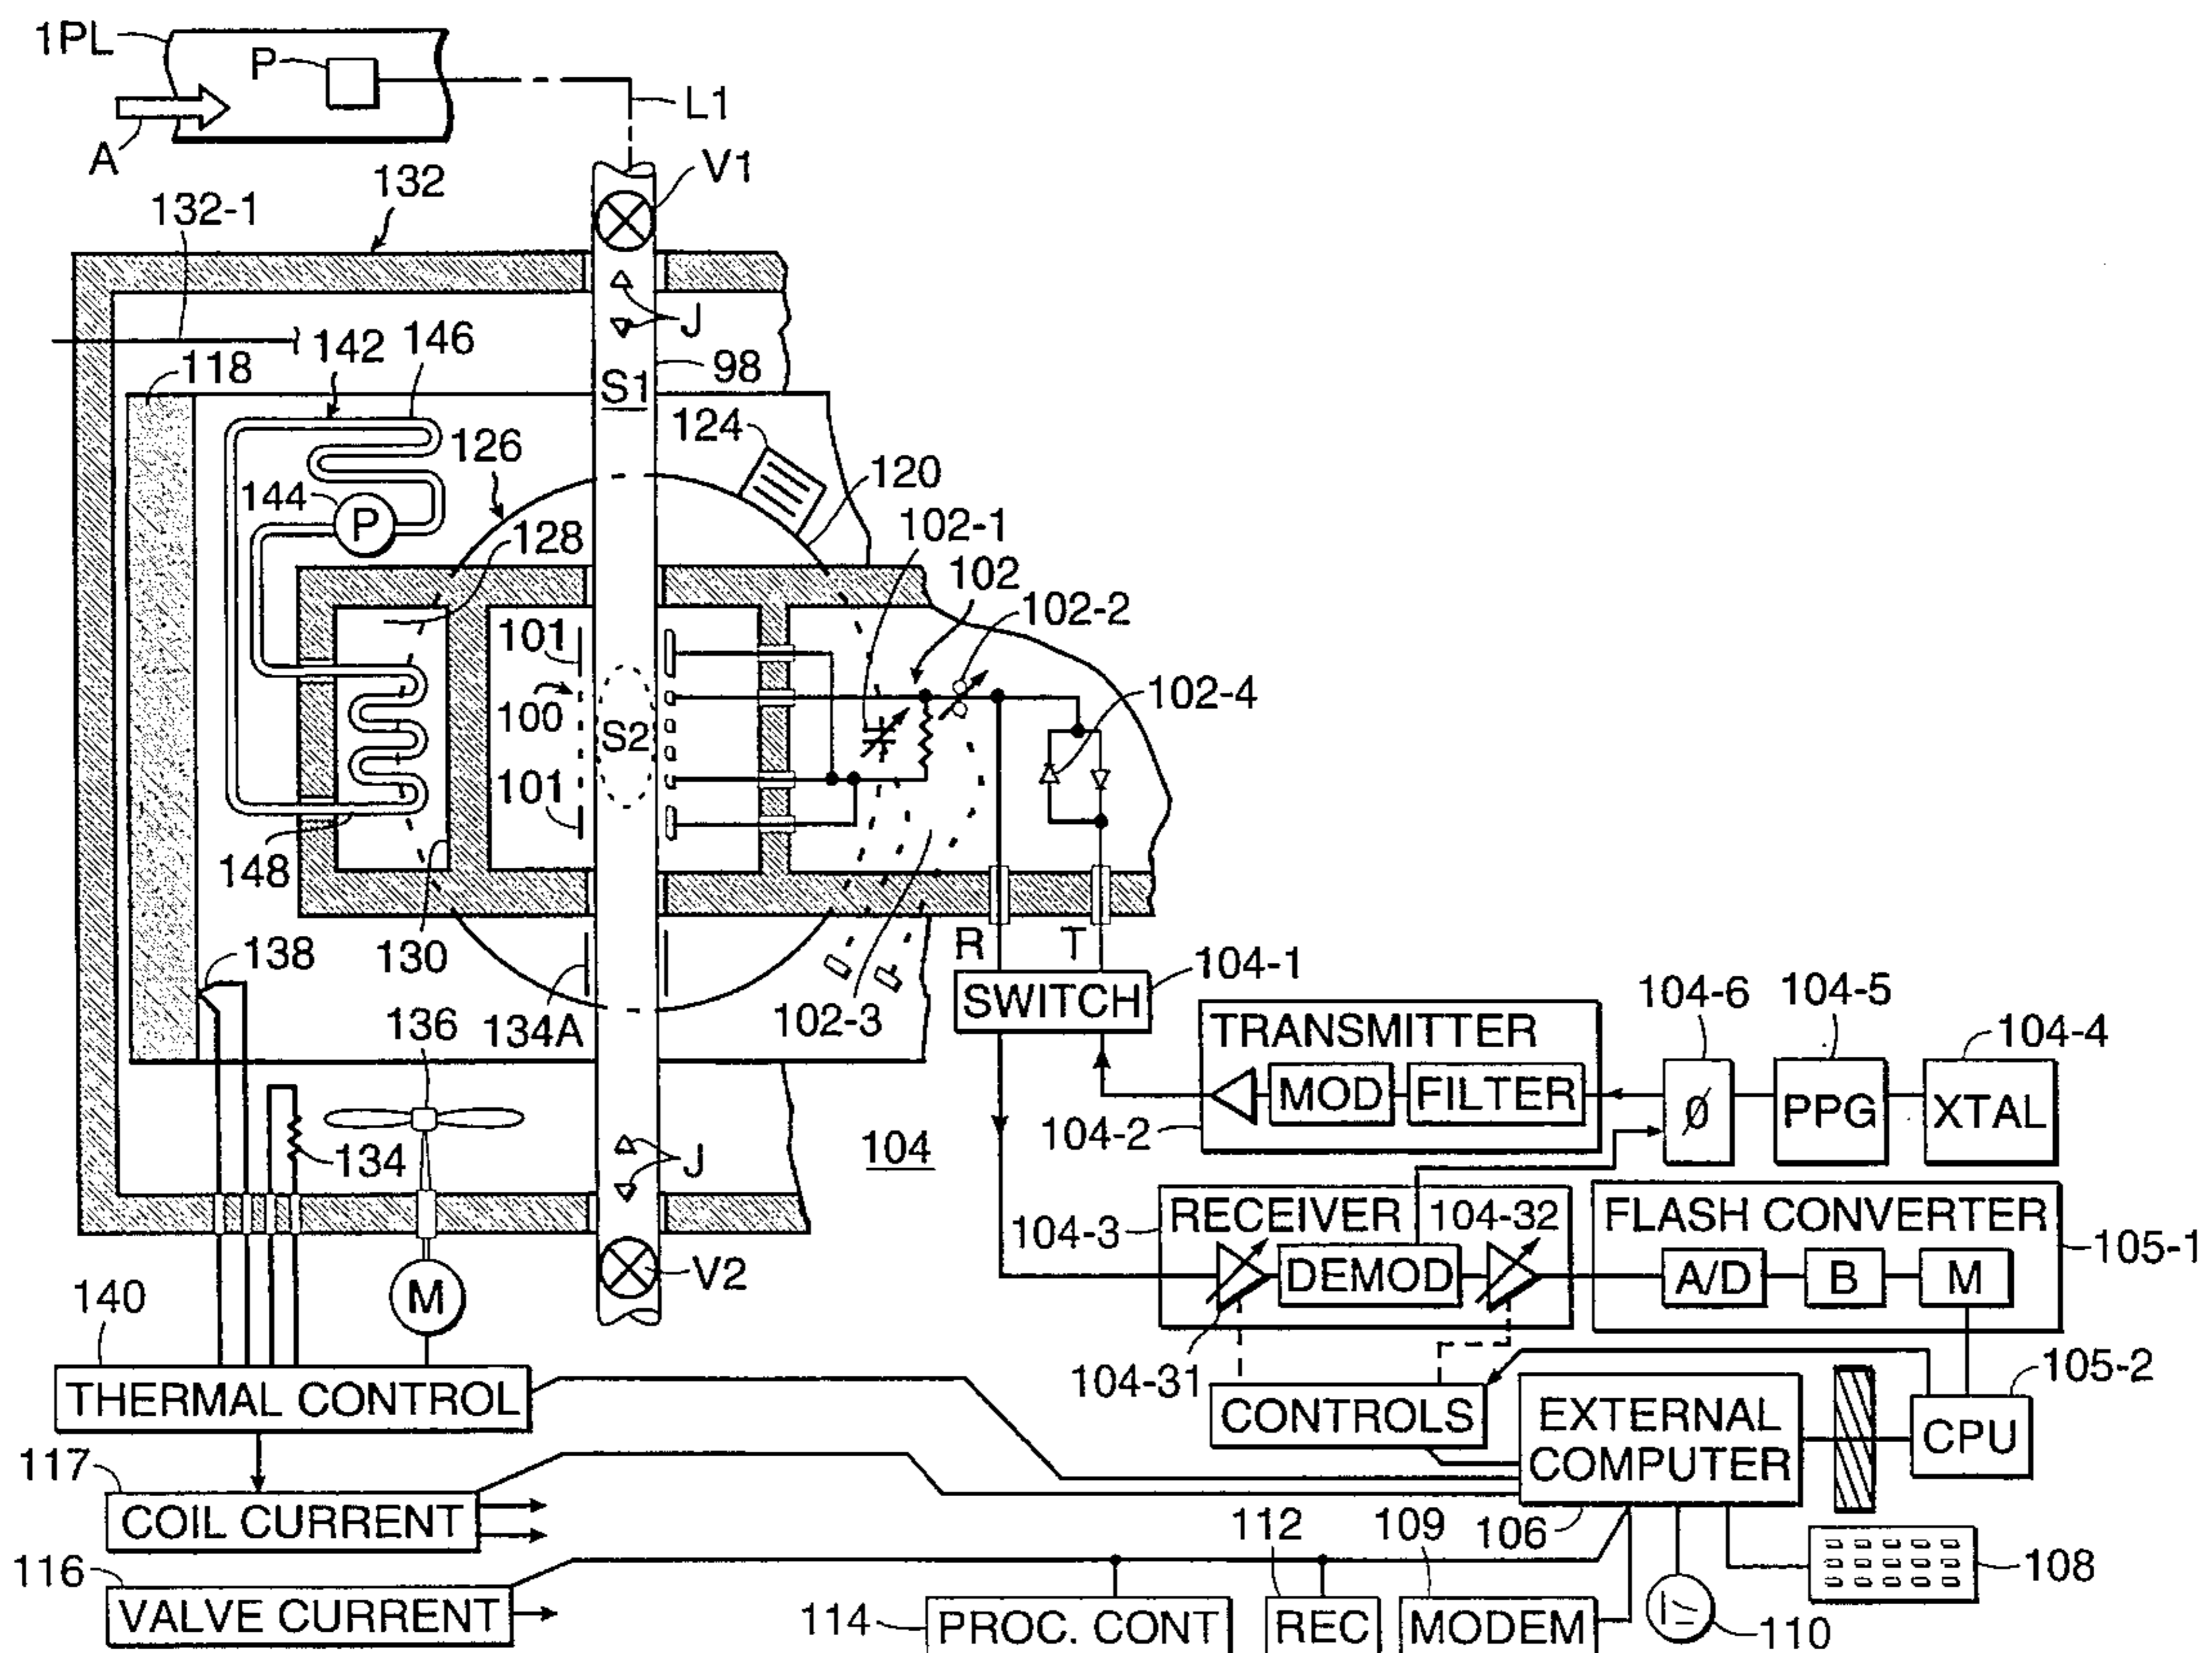 1PL
P
L1
A
V1
132
132-1
J
142
146
98
118
S1
124
126
120
144
P
102-1
128
102
102-2
101
102-4
100
S2
101
148
138
130
R
T
104-1
SWITCH
134A
102-3
136
104-6
104-5
104-4
TRANSMITTER
MOD
FILTER
Ø
PPG
XTAL
104-2
134
J
104
RECEIVER
104-32
104-3
FLASH CONVERTER
V2
DEMOD
A/D
B
M
105-1
140
M
104-31
105-2
THERMAL CONTROL
CONTROLS
EXTERNAL
COMPUTER
CPU
117
COIL CURRENT
112
109
106
116
108
VALVE CURRENT
114
PROC. CONT
REC
MODEM
110